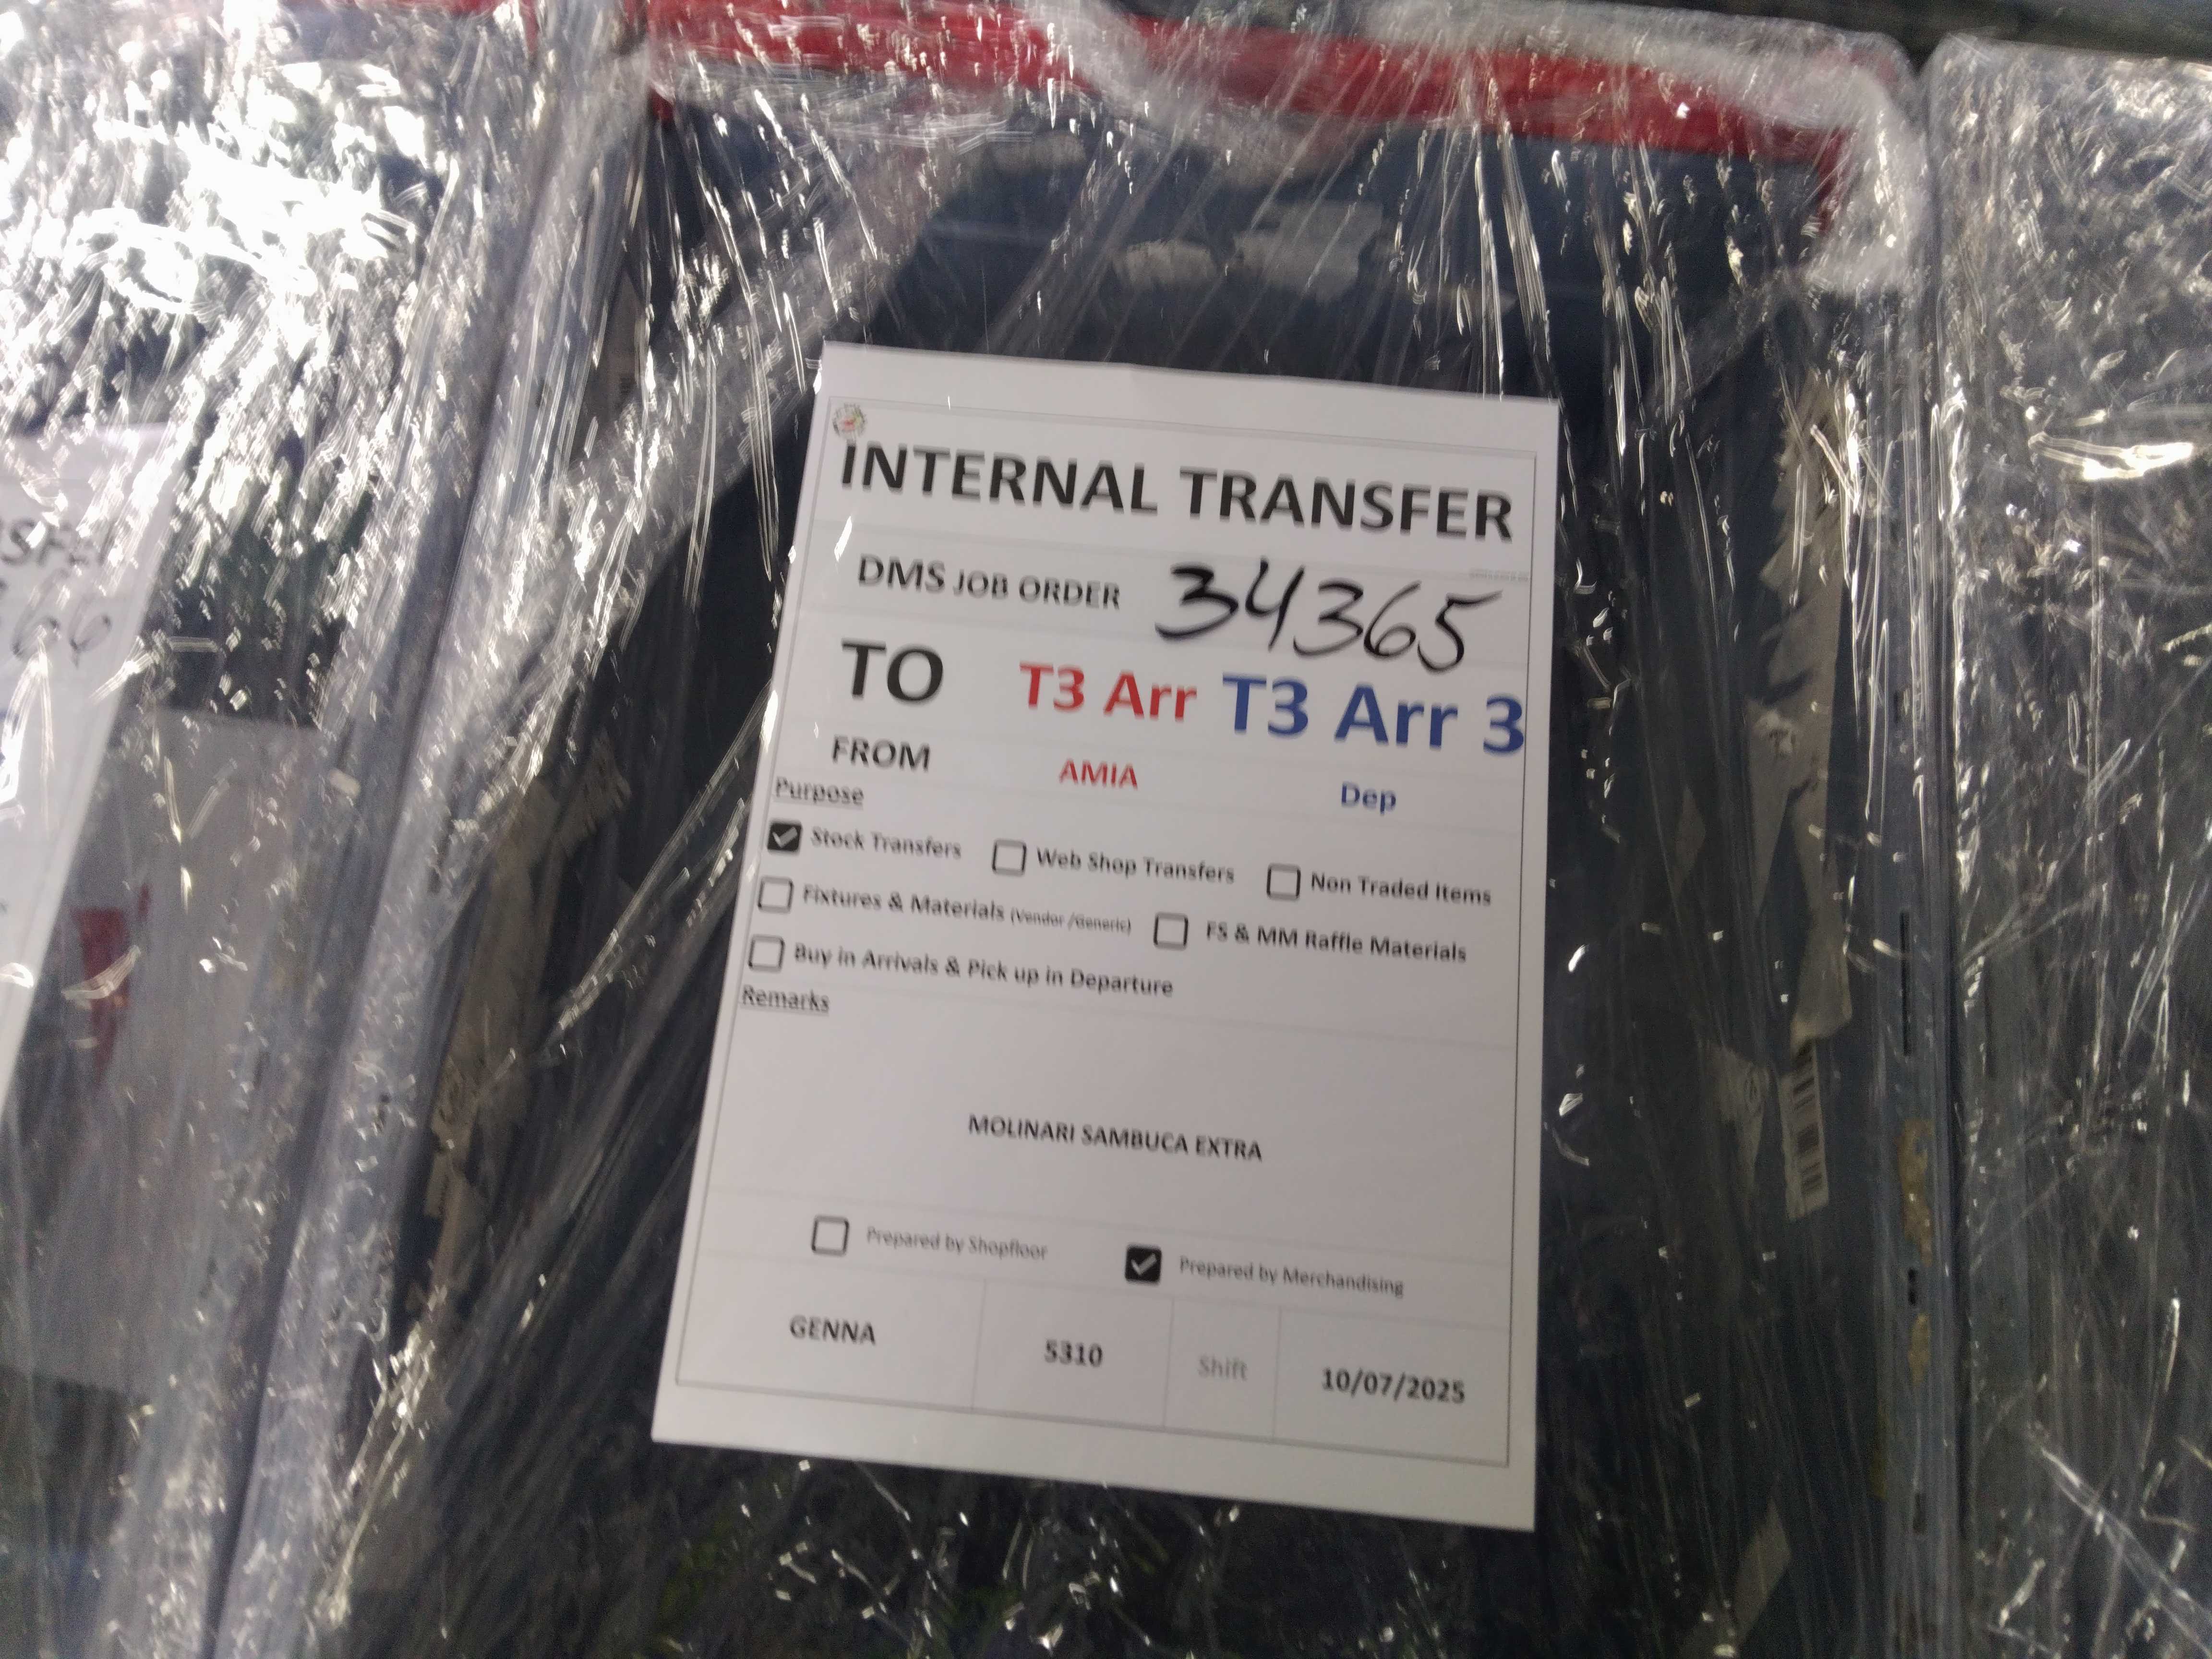 INTERNAL TRANSFER
DMS JOB ORDER 34365
TO T3 Arr T3 Arr 3
FROM AMIA Dep
Purpose
Stock Transfers Web Shop Transfers Non Traded Items
Fixtures & Materials (Vendor /Generic) FS & MM Raffle Materials
Buy in Arrivals & Pick up in Departure
Remarks
MOLINARI SAMBUCA EXTRA
Prepared by Shopfloor Prepared by Merchandising
GENNA 5310 Shift 10/07/2025